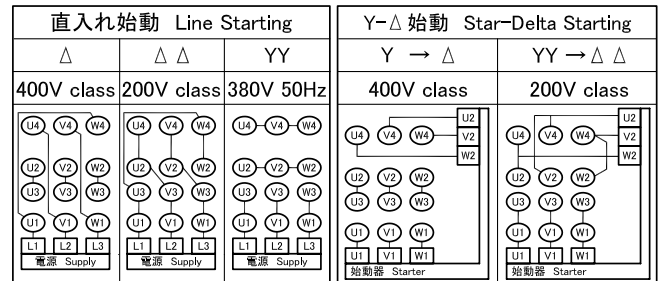 直入れ始動 Line Starting
Δ ΔΔ YY
400V class 200V class 380V 50Hz
U4 V4 W4 U4 V4 W4 U4 V4 W4
U2 V2 W2 U2 V2 W2 U2 V2 W2
U3 V3 W3 U3 V3 W3 U3 V3 W3
U1 V1 W1 U1 V1 W1 U1 V1 W1
L1 L2 L3 L1 L2 L3 L1 L2 L3
電源 Supply 電源 Supply 電源 Supply
Y-Δ 始動 Star-Delta Starting
Y → Δ YY → ΔΔ
400V class 200V class
U2 U2
U4 V4 W4 V2 U4 V4 W4 V2
W2 W2
U2 V2 W2 U2 V2 W2
U3 V3 W3 U3 V3 W3
U1 V1 W1 U1 V1 W1
U1 V1 W1 U1 V1 W1
始動器 Starter 始動器 Starter